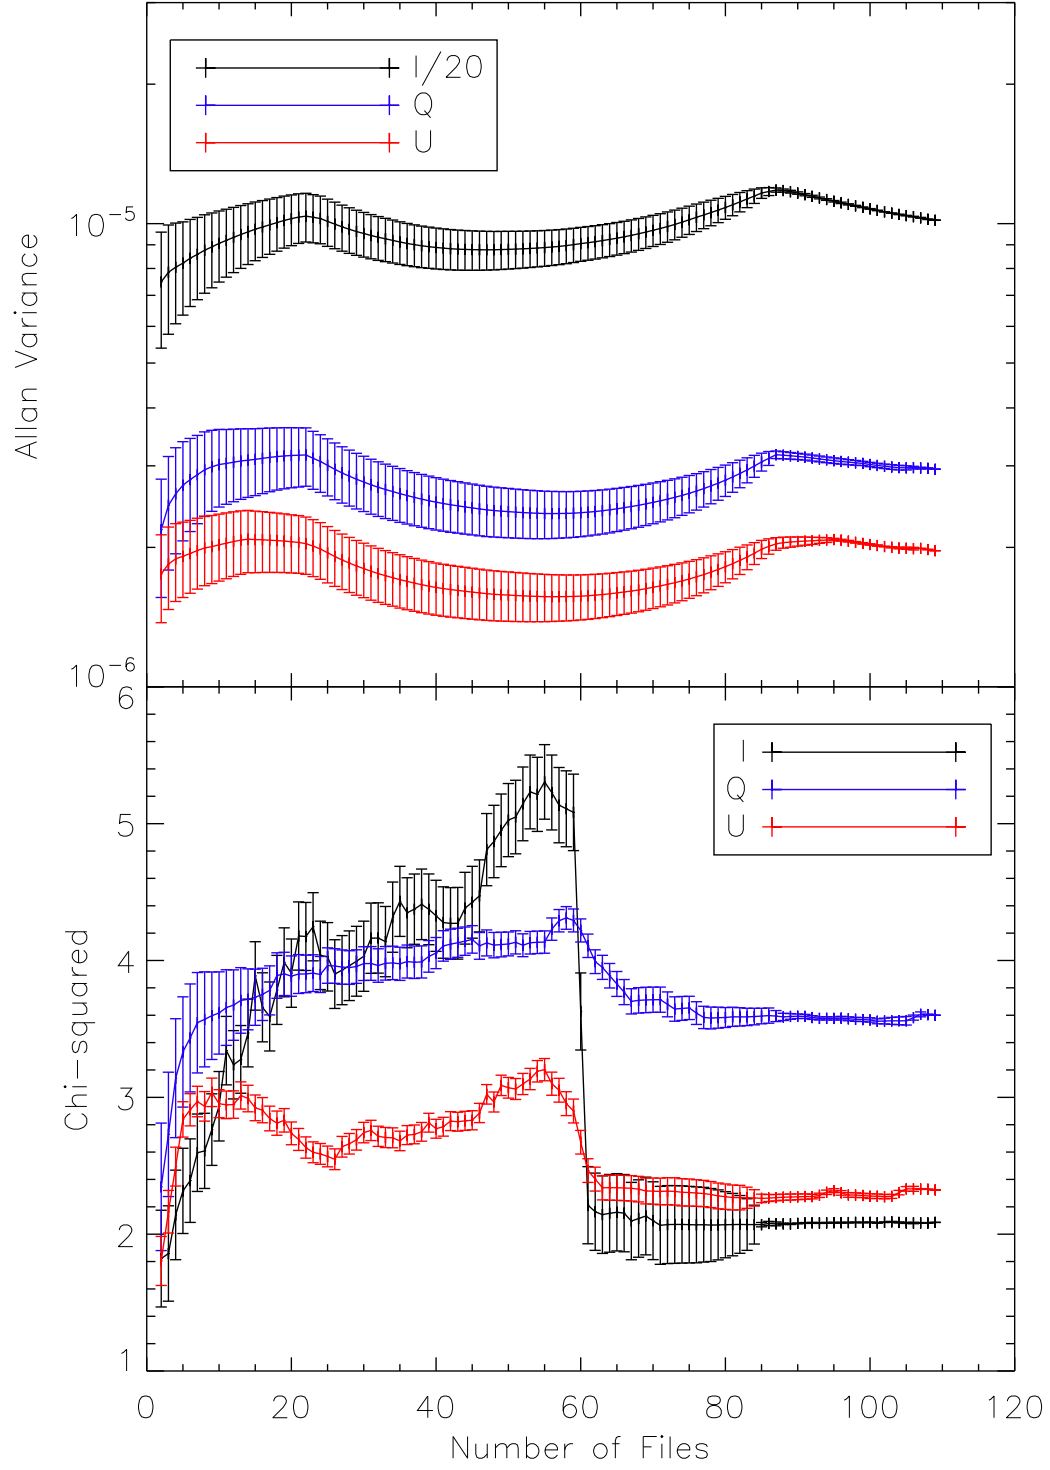 I/20
Q
U
10⁻⁵
Allan Variance
10⁻⁶
6
I
Q
U
5
4
Chi-squared
3
2
1
0 20 40 60 80 100 120
Number of Files